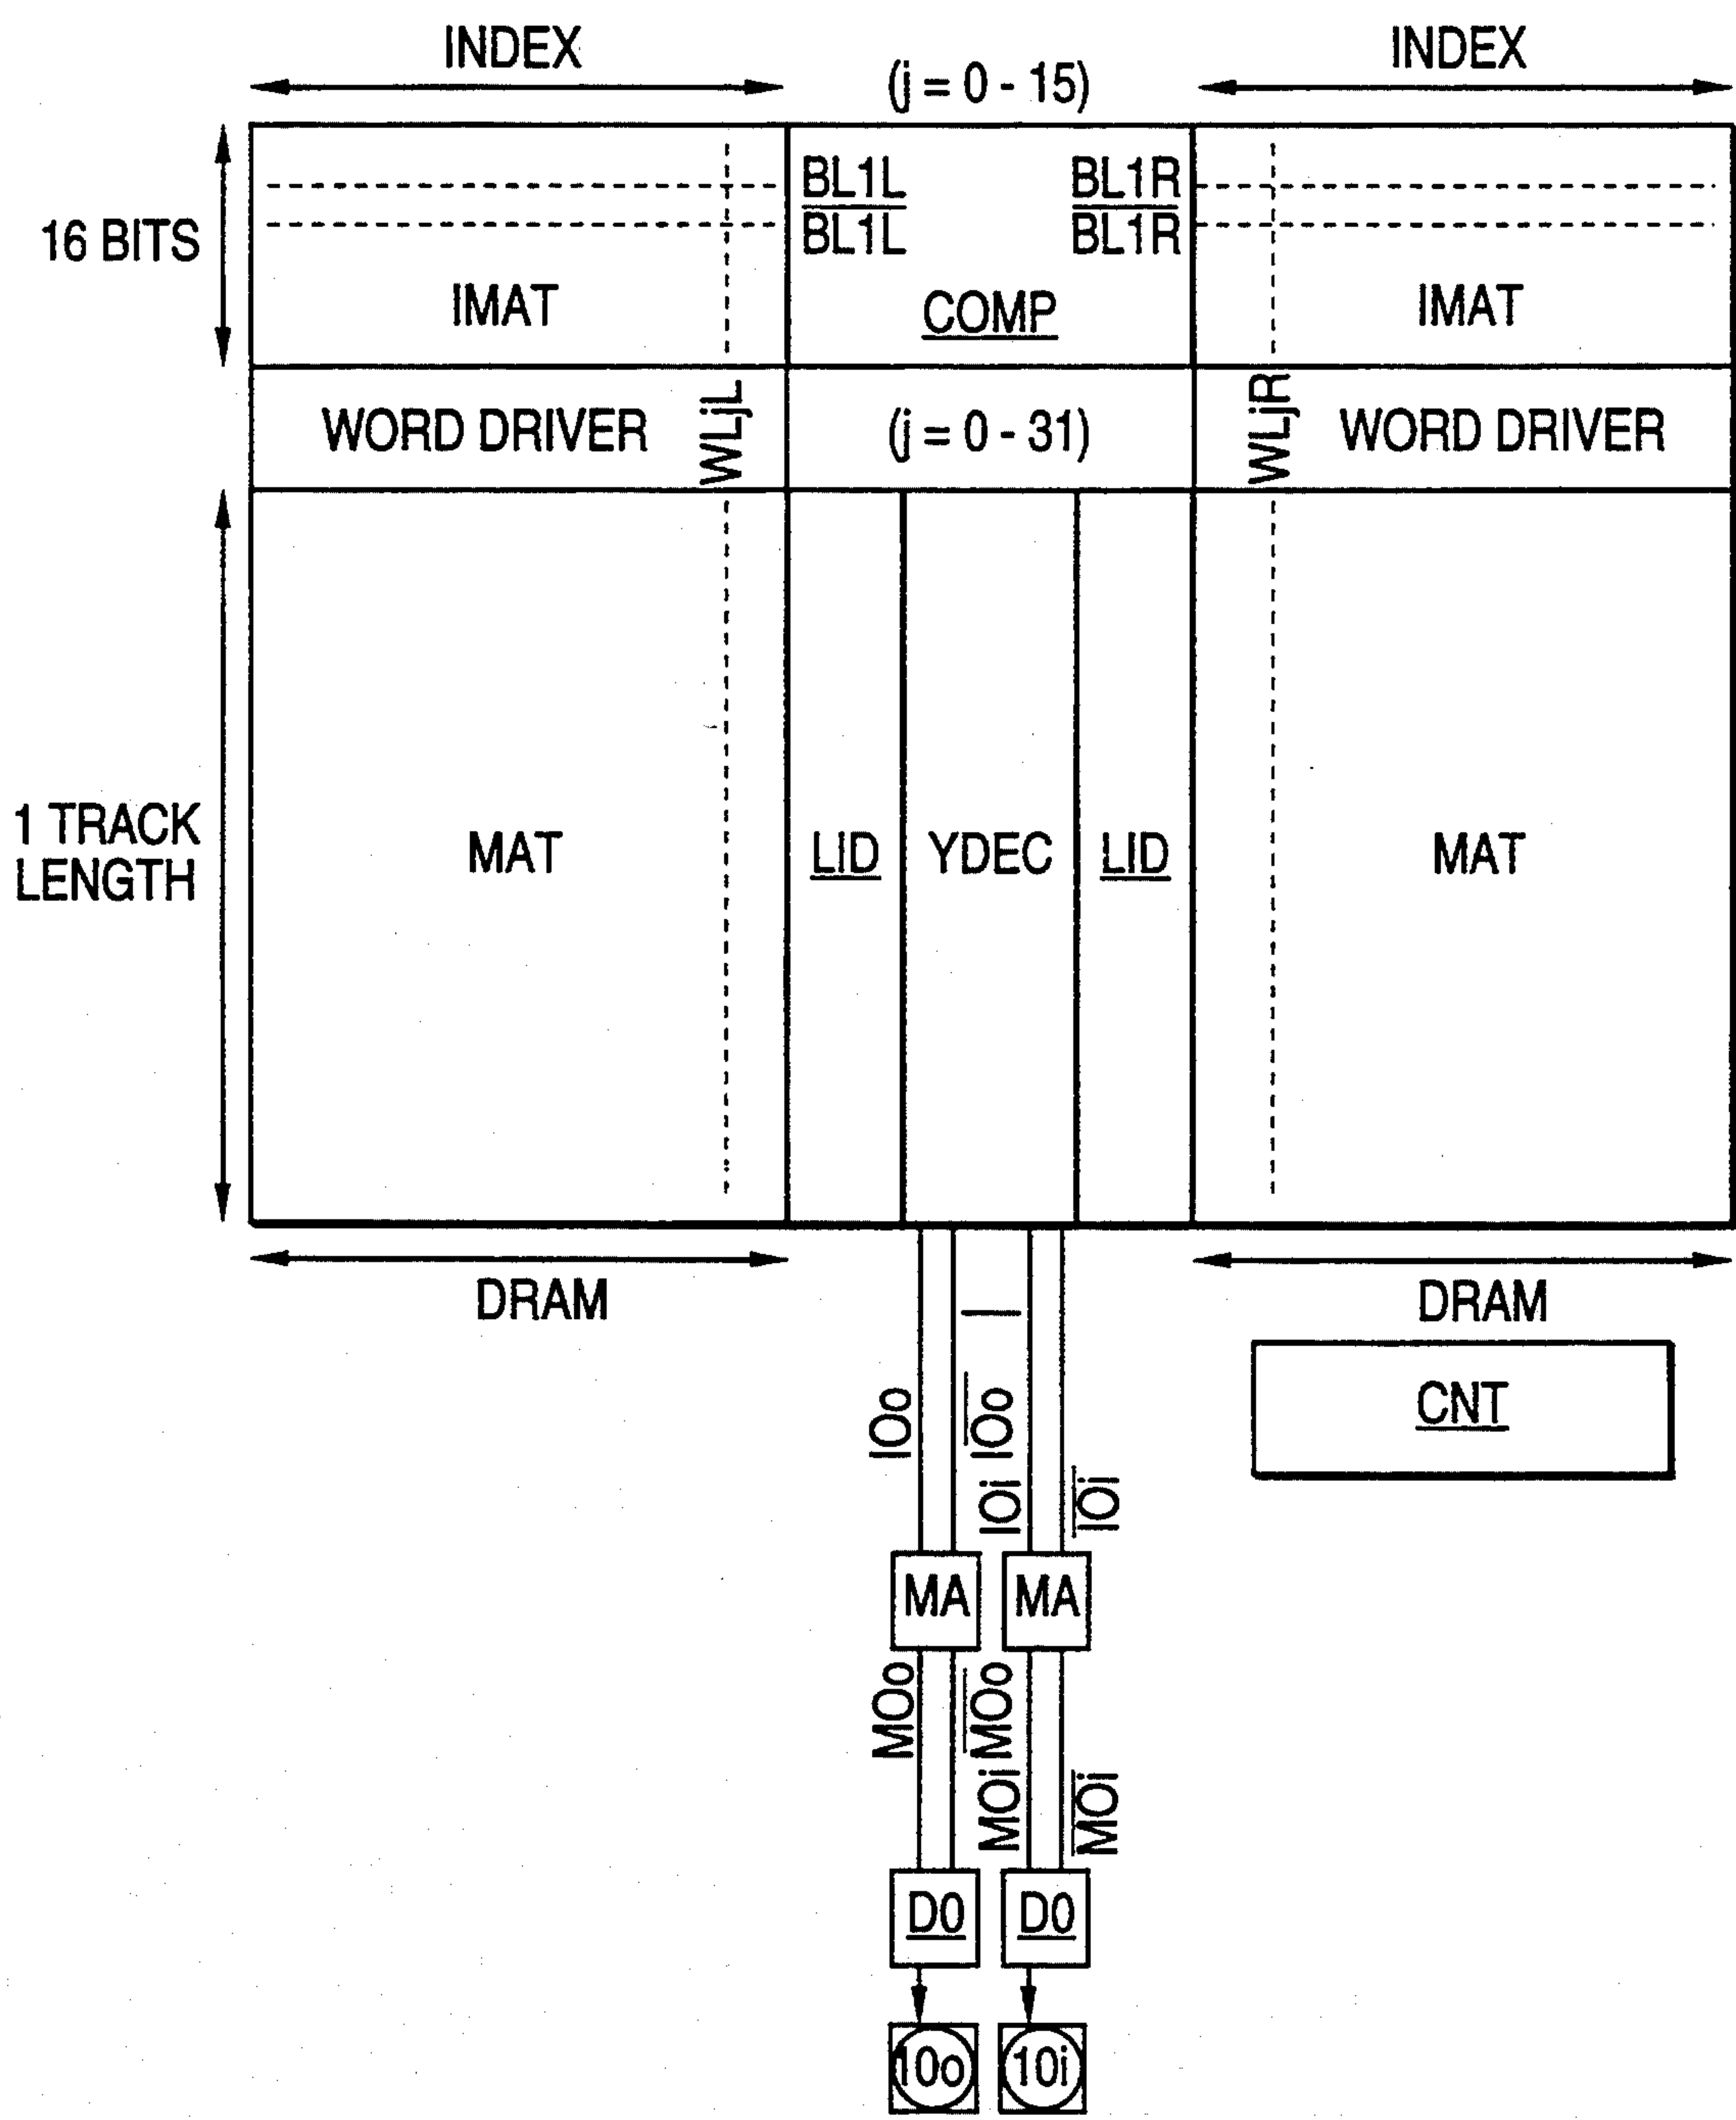 INDEX
(j = 0 - 15)
INDEX
16 BITS
BL1L
BL1L
BL1R
BL1R
IMAT
COMP
IMAT
WORD DRIVER
WLjL
(j = 0 - 31)
WLjR
WORD DRIVER
1 TRACK
LENGTH
MAT
LID
YDEC
LID
MAT
DRAM
DRAM
CNT
IOo
IOo
IOi
IOi
MA
MA
MOo
MOo
MOi
MOi
D0
D0
10o
10i